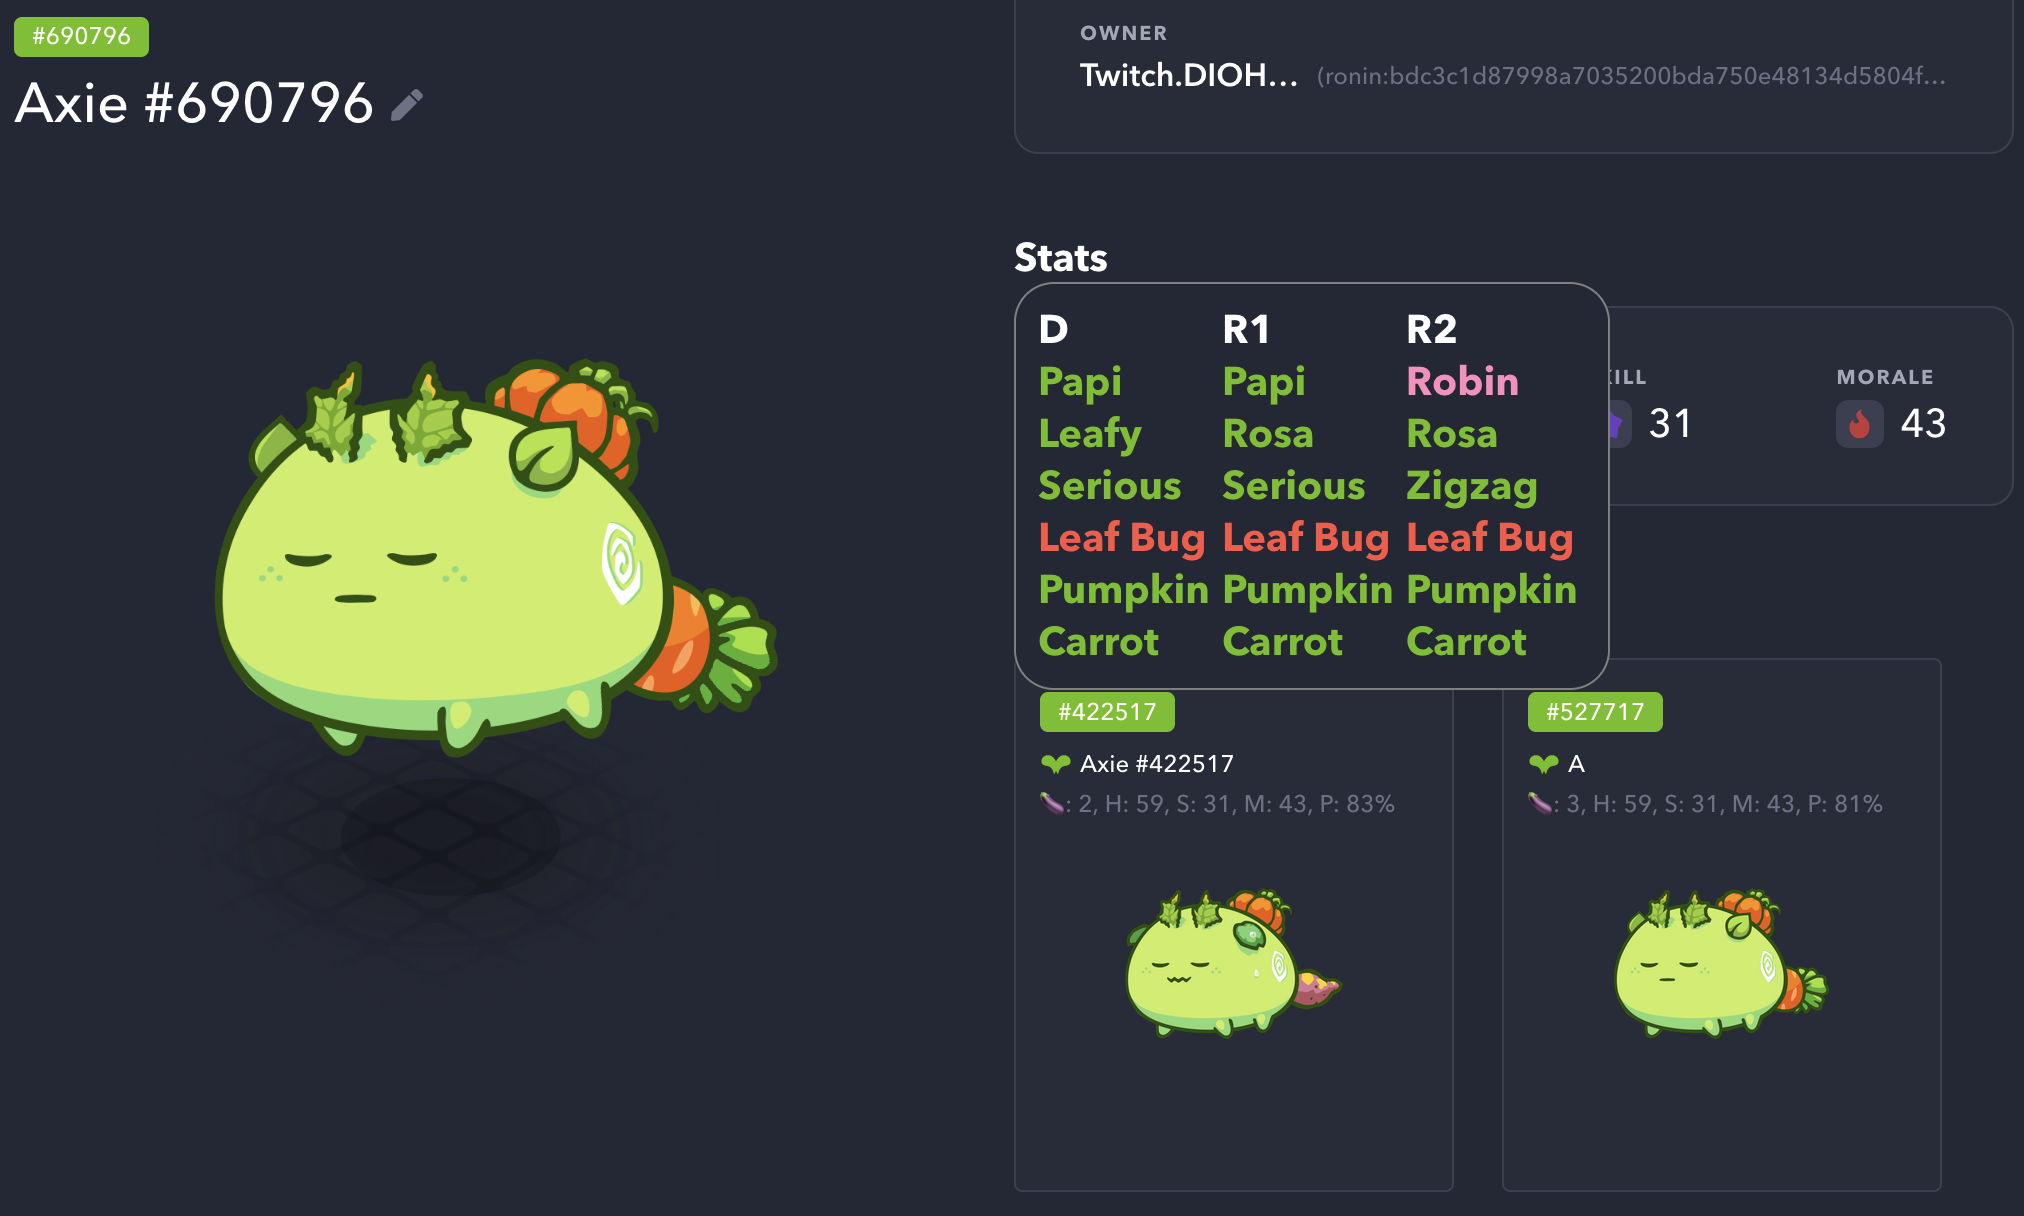 #690796
Axie #690796
OWNER
Twitch.DIOH... (ronin:bdc3c1d87998a7035200bda750e48134d5804f...
Stats
D R1 R2
Papi Papi Robin
Leafy Rosa Rosa
Serious Serious Zigzag
Leaf Bug Leaf Bug Leaf Bug
Pumpkin Pumpkin Pumpkin
Carrot Carrot Carrot
MORALE
31
43
#422517
Axie #422517
🍆: 2, H: 59, S: 31, M: 43, P: 83%
#527717
A
🍆: 3, H: 59, S: 31, M: 43, P: 81%